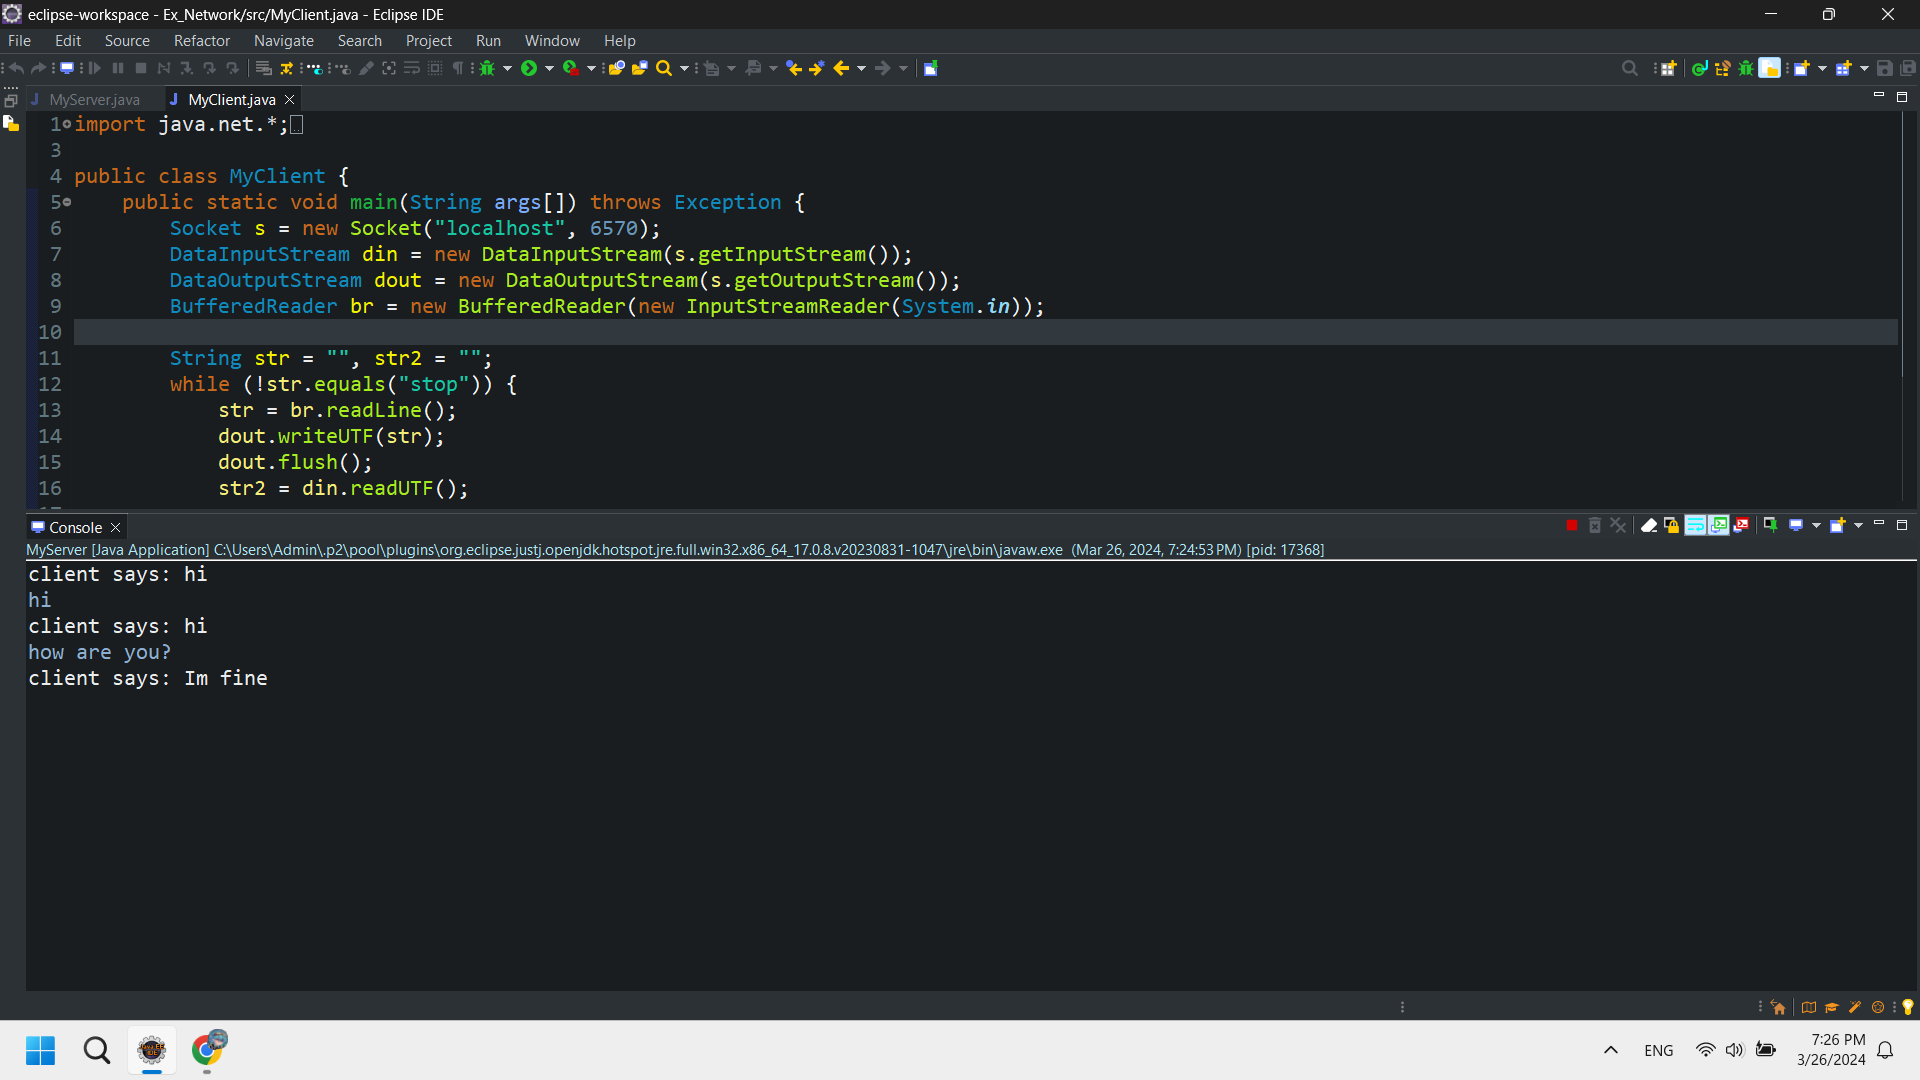 eclipse-workspace - Ex_Network/src/MyClient.java - Eclipse IDE
File Edit Source Refactor Navigate Search Project Run Window Help
MyServer.java MyClient.java
1 import java.net.*;
3
4 public class MyClient {
5 public static void main(String args[]) throws Exception {
6 Socket s = new Socket("localhost", 6570);
7 DataInputStream din = new DataInputStream(s.getInputStream());
8 DataOutputStream dout = new DataOutputStream(s.getOutputStream());
9 BufferedReader br = new BufferedReader(new InputStreamReader(System.in));
10
11 String str = "", str2 = "";
12 while (!str.equals("stop")) {
13 str = br.readLine();
14 dout.writeUTF(str);
15 dout.flush();
16 str2 = din.readUTF();
Console
MyServer [Java Application] C:\Users\Admin\.p2\pool\plugins\org.eclipse.justj.openjdk.hotspot.jre.full.win32.x86_64_17.0.8.v20230831-1047\jre\bin\javaw.exe (Mar 26, 2024, 7:24:53 PM) [pid: 17368]
client says: hi
hi
client says: hi
how are you?
client says: Im fine
ENG
7:26 PM
3/26/2024